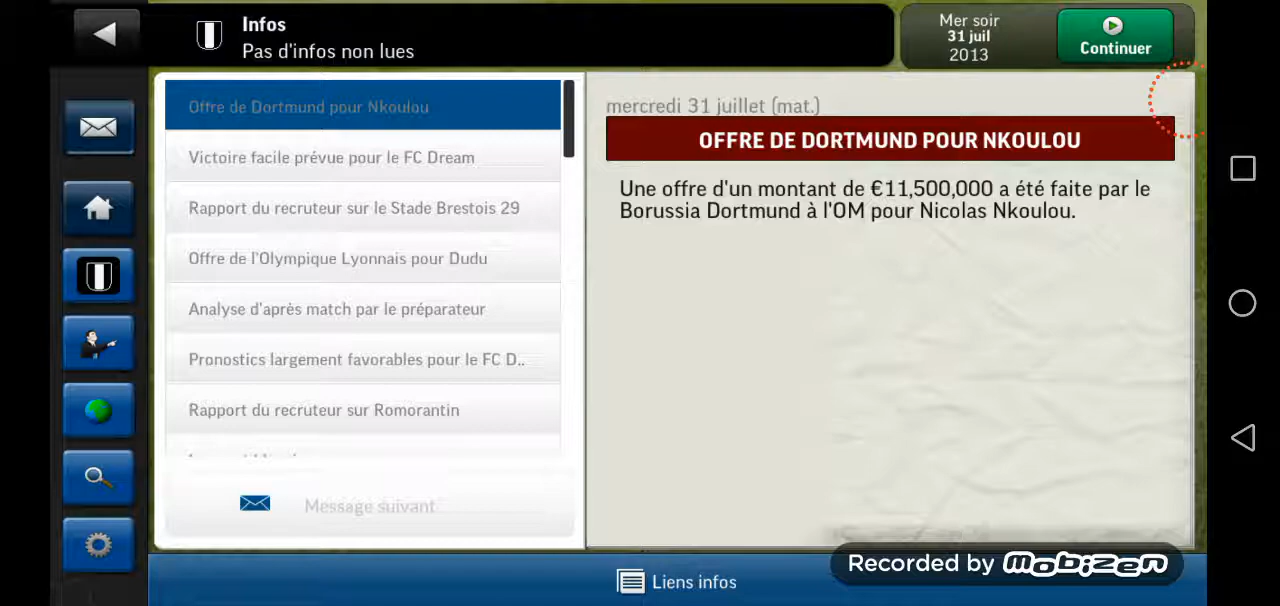 Infos
Pas d'infos non lues
Mer soir
31 juil
2013
Continuer
Offre de Dortmund pour Nkoulou
Victoire facile prévue pour le FC Dream
Rapport du recruteur sur le Stade Brestois 29
Offre de l'Olympique Lyonnais pour Dudu
Analyse d'après match par le préparateur
Pronostics largement favorables pour le FC D..
Rapport du recruteur sur Romorantin
Message suivant
mercredi 31 juillet (mat.)
OFFRE DE DORTMUND POUR NKOULOU
Une offre d'un montant de €11,500,000 a été faite par le
Borussia Dortmund à l'OM pour Nicolas Nkoulou.
Liens infos
Recorded by mobizen